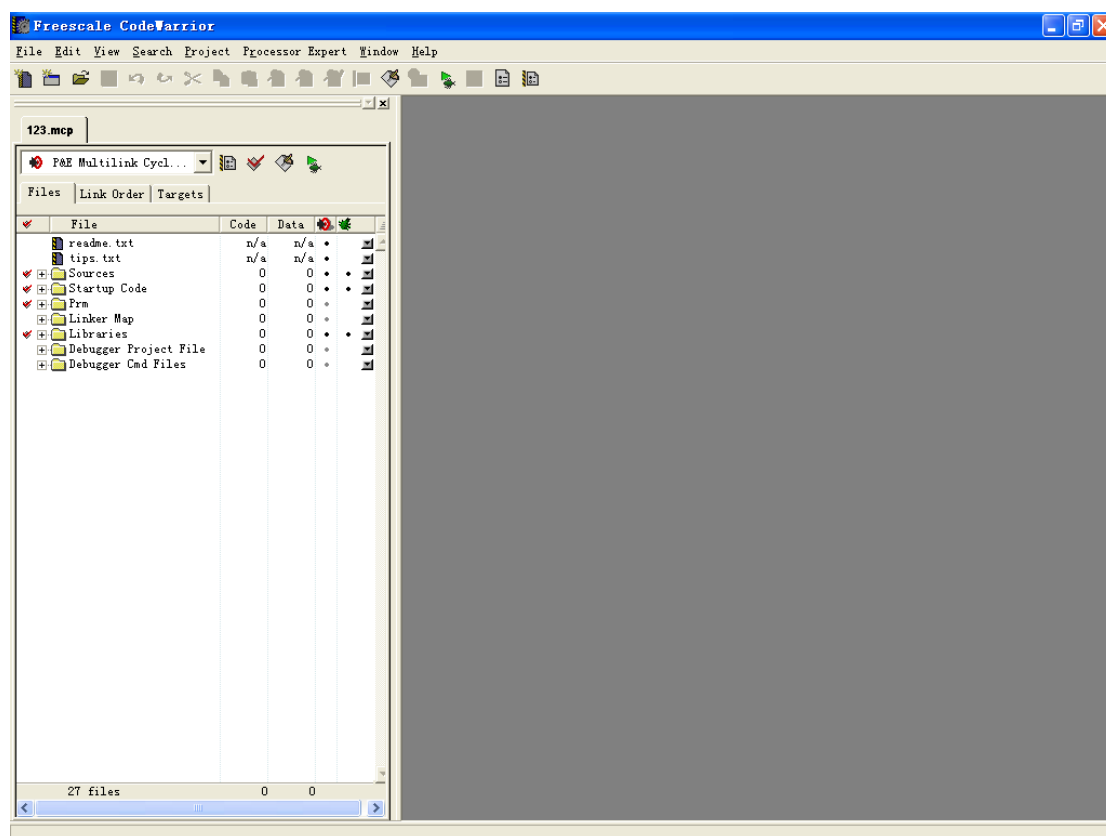 Freescale CodeWarrior
File Edit View Search Project Processor Expert Window Help
123.mcp
P&E Multilink Cycl...
Files Link Order Targets
File Code Data
readme.txt n/a n/a
tips.txt n/a n/a
Sources 0 0
Startup Code 0 0
Prm 0 0
Linker Map 0 0
Libraries 0 0
Debugger Project File 0 0
Debugger Cmd Files 0 0
27 files 0 0